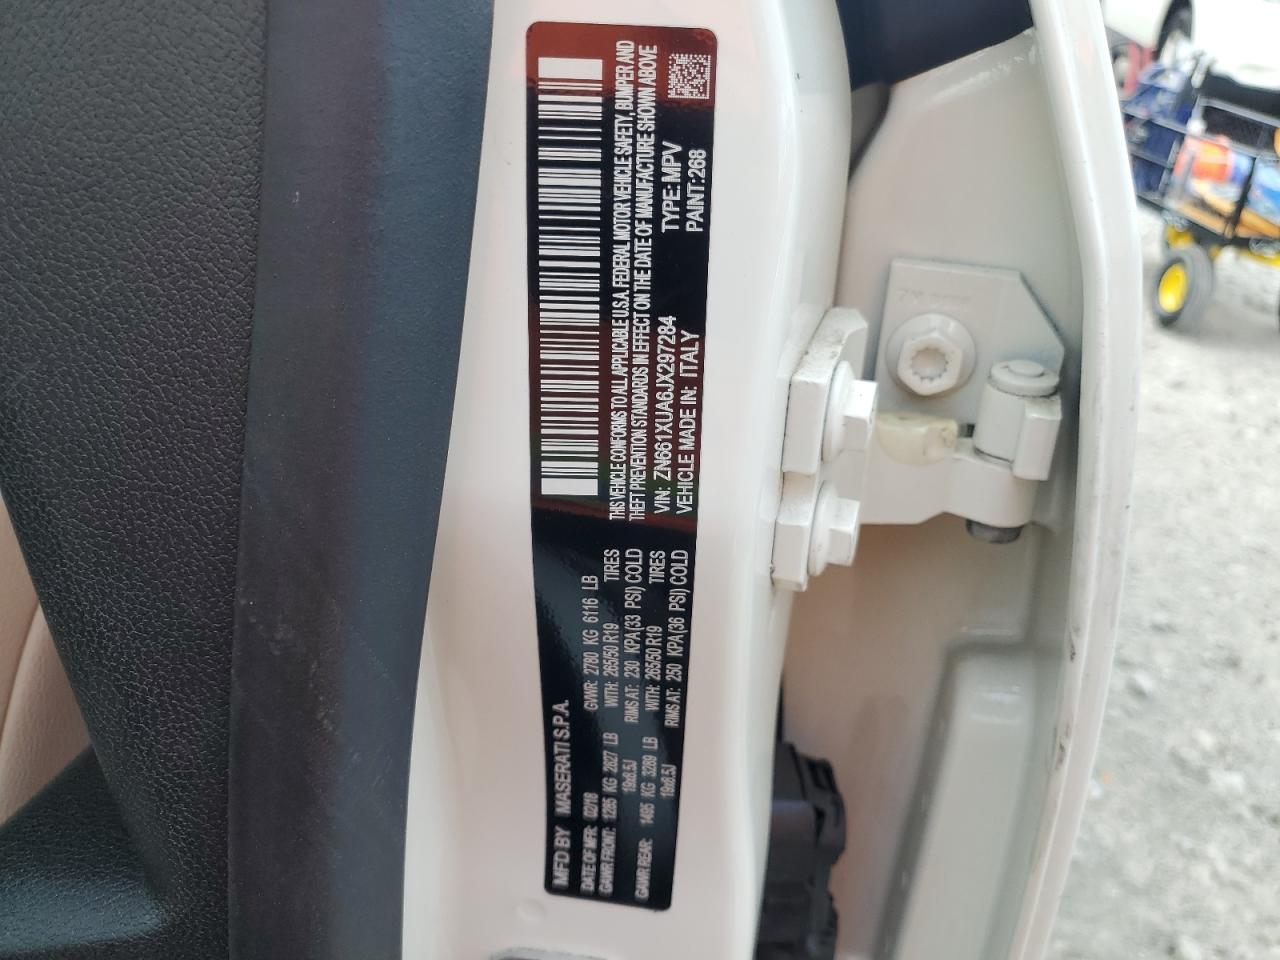 MFD BY MASERATI S.P.A.
DATE OF MFR: 02/18 GVWR: 2780 KG 6116 LB
GAWR FRONT: 1285 KG 2827 LB WITH: 265/50 R19 TIRES
19x8.5J RIMS AT: 230 KPA(33 PSI) COLD
GAWR REAR: 1495 KG 3289 LB WITH: 265/50 R19 TIRES
19x8.5J RIMS AT: 250 KPA(36 PSI) COLD
THIS VEHICLE CONFORMS TO ALL APPLICABLE U.S.A. FEDERAL MOTOR VEHICLE SAFETY, BUMPER AND
THEFT PREVENTION STANDARDS IN EFFECT ON THE DATE OF MANUFACTURE SHOWN ABOVE
VIN: ZN661XUA6JX297284 TYPE: MPV
VEHICLE MADE IN: ITALY PAINT:268